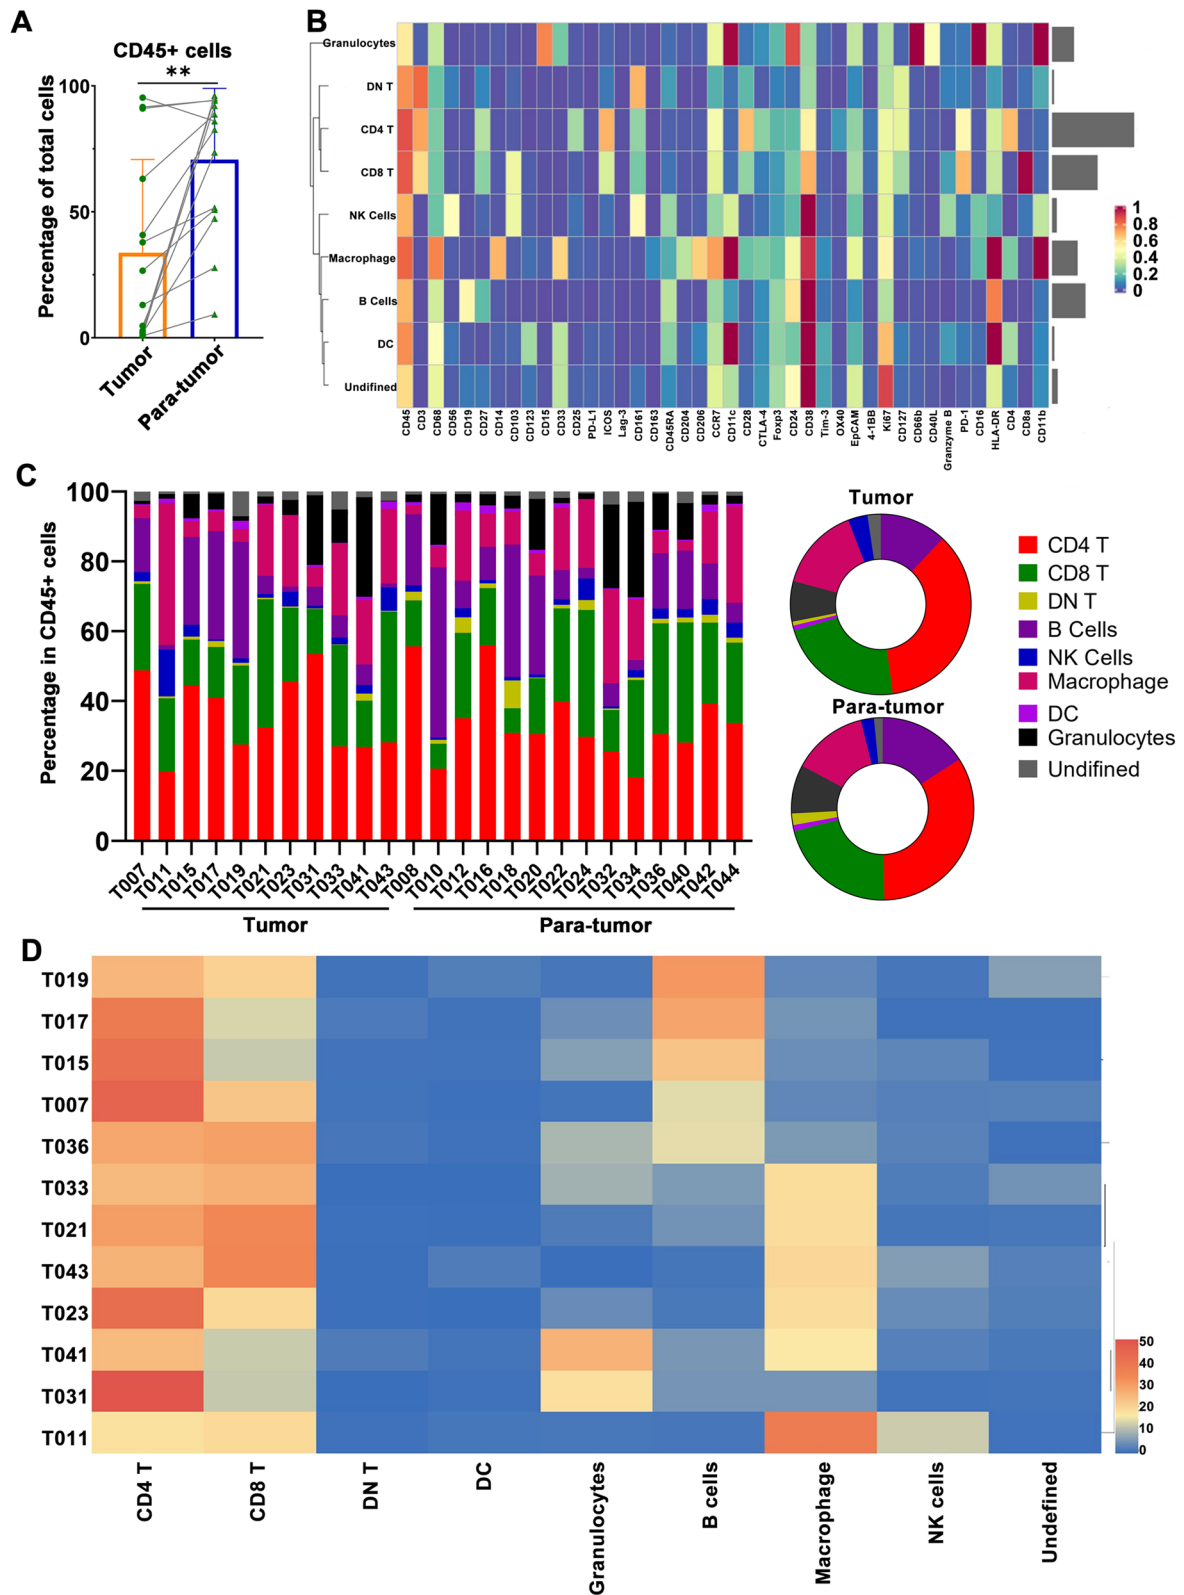 A
CD45+ cells
**
Percentage of total cells
100
50
0
Tumor
Para-tumor
B
Granulocytes
DN T
CD4 T
CD8 T
NK Cells
Macrophage
B Cells
DC
Undifined
CD45
CD3
CD68
CD56
CD19
CD27
CD14
CD103
CD123
CD15
CD33
CD25
PD-L1
ICOS
Lag-3
CD161
CD163
CD45RA
CD204
CD206
CCR7
CD11c
CD28
CTLA-4
Foxp3
CD24
CD38
Tim-3
OX40
EpCAM
4-1BB
Ki67
CD127
CD66b
CD40L
Granzyme B
PD-1
CD16
HLA-DR
CD4
CD8a
CD11b
1
0.8
0.6
0.4
0.2
0
C
Percentage in CD45+ cells
100
80
60
40
20
0
T007
T011
T015
T017
T019
T021
T023
T031
T033
T041
T043
T008
T010
T012
T016
T018
T020
T022
T024
T032
T034
T036
T040
T042
T044
Tumor
Para-tumor
Tumor
Para-tumor
CD4 T
CD8 T
DN T
B Cells
NK Cells
Macrophage
DC
Granulocytes
Undifined
D
T019
T017
T015
T007
T036
T033
T021
T043
T023
T041
T031
T011
CD4 T
CD8 T
DN T
DC
Granulocytes
B cells
Macrophage
NK cells
Undefined
50
40
30
20
10
0